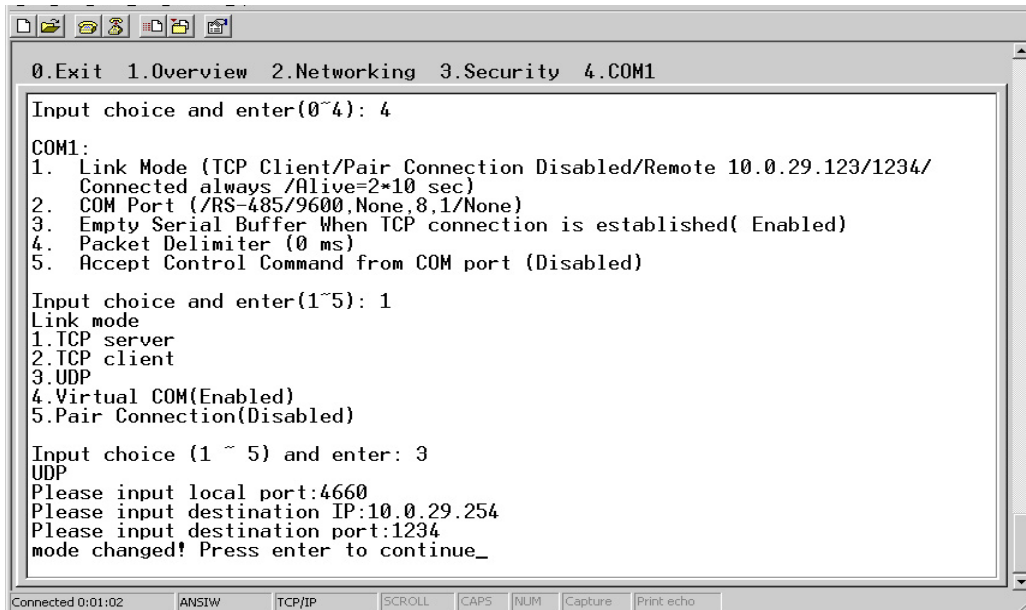 0.Exit 1.Overview 2.Networking 3.Security 4.COM1
Input choice and enter(0~4): 4
COM1:
1. Link Mode (TCP Client/Pair Connection Disabled/Remote 10.0.29.123/1234/
Connected always /Alive=2*10 sec)
2. COM Port (/RS-485/9600,None,8,1/None)
3. Empty Serial Buffer When TCP connection is established( Enabled)
4. Packet Delimiter (0 ms)
5. Accept Control Command from COM port (Disabled)
Input choice and enter(1~5): 1
Link mode
1.TCP server
2.TCP client
3.UDP
4.Virtual COM(Enabled)
5.Pair Connection(Disabled)
Input choice (1 ~ 5) and enter: 3
UDP
Please input local port:4660
Please input destination IP:10.0.29.254
Please input destination port:1234
mode changed! Press enter to continue_
Connected 0:01:02 ANSIW TCP/IP SCROLL CAPS NUM Capture Print echo